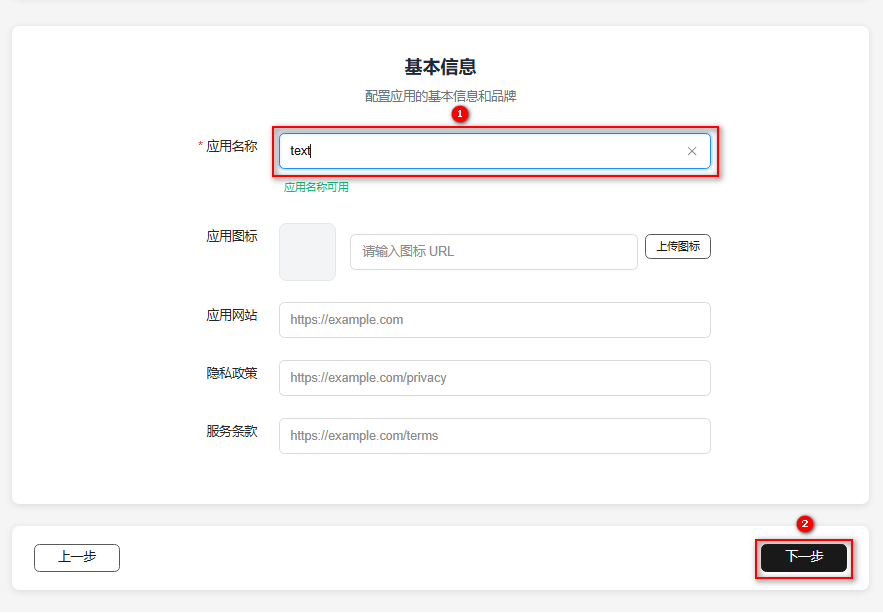 基本信息
配置应用的基本信息和品牌
1
* 应用名称
text
应用名称可用
应用图标
请输入图标 URL
上传图标
应用网站
https://example.com
隐私政策
https://example.com/privacy
服务条款
https://example.com/terms
2
上一步
下一步